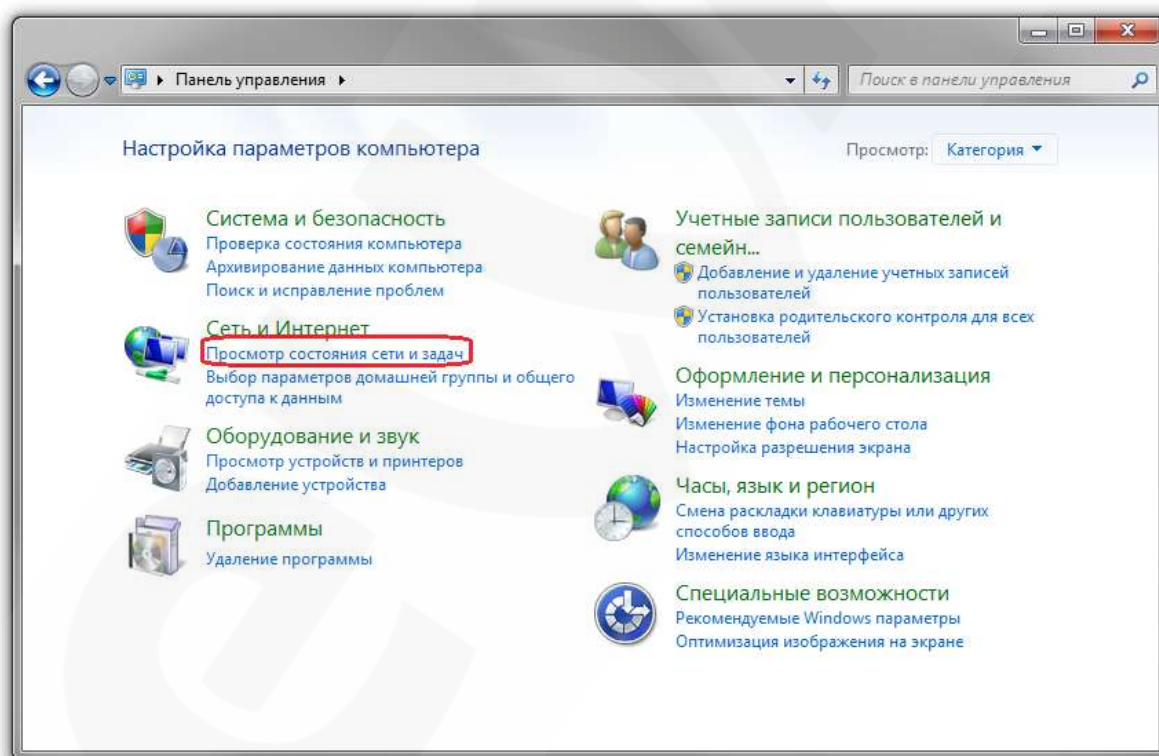 Панель управления
Поиск в панели управления
Настройка параметров компьютера
Просмотр: Категория
Система и безопасность
Проверка состояния компьютера
Архивирование данных компьютера
Поиск и исправление проблем
Сеть и Интернет
Просмотр состояния сети и задач
Выбор параметров домашней группы и общего
доступа к данным
Оборудование и звук
Просмотр устройств и принтеров
Добавление устройства
Программы
Удаление программы
Учетные записи пользователей и
семейн...
Добавление и удаление учетных записей
пользователей
Установка родительского контроля для всех
пользователей
Оформление и персонализация
Изменение темы
Изменение фона рабочего стола
Настройка разрешения экрана
Часы, язык и регион
Смена раскладки клавиатуры или других
способов ввода
Изменение языка интерфейса
Специальные возможности
Рекомендуемые Windows параметры
Оптимизация изображения на экране